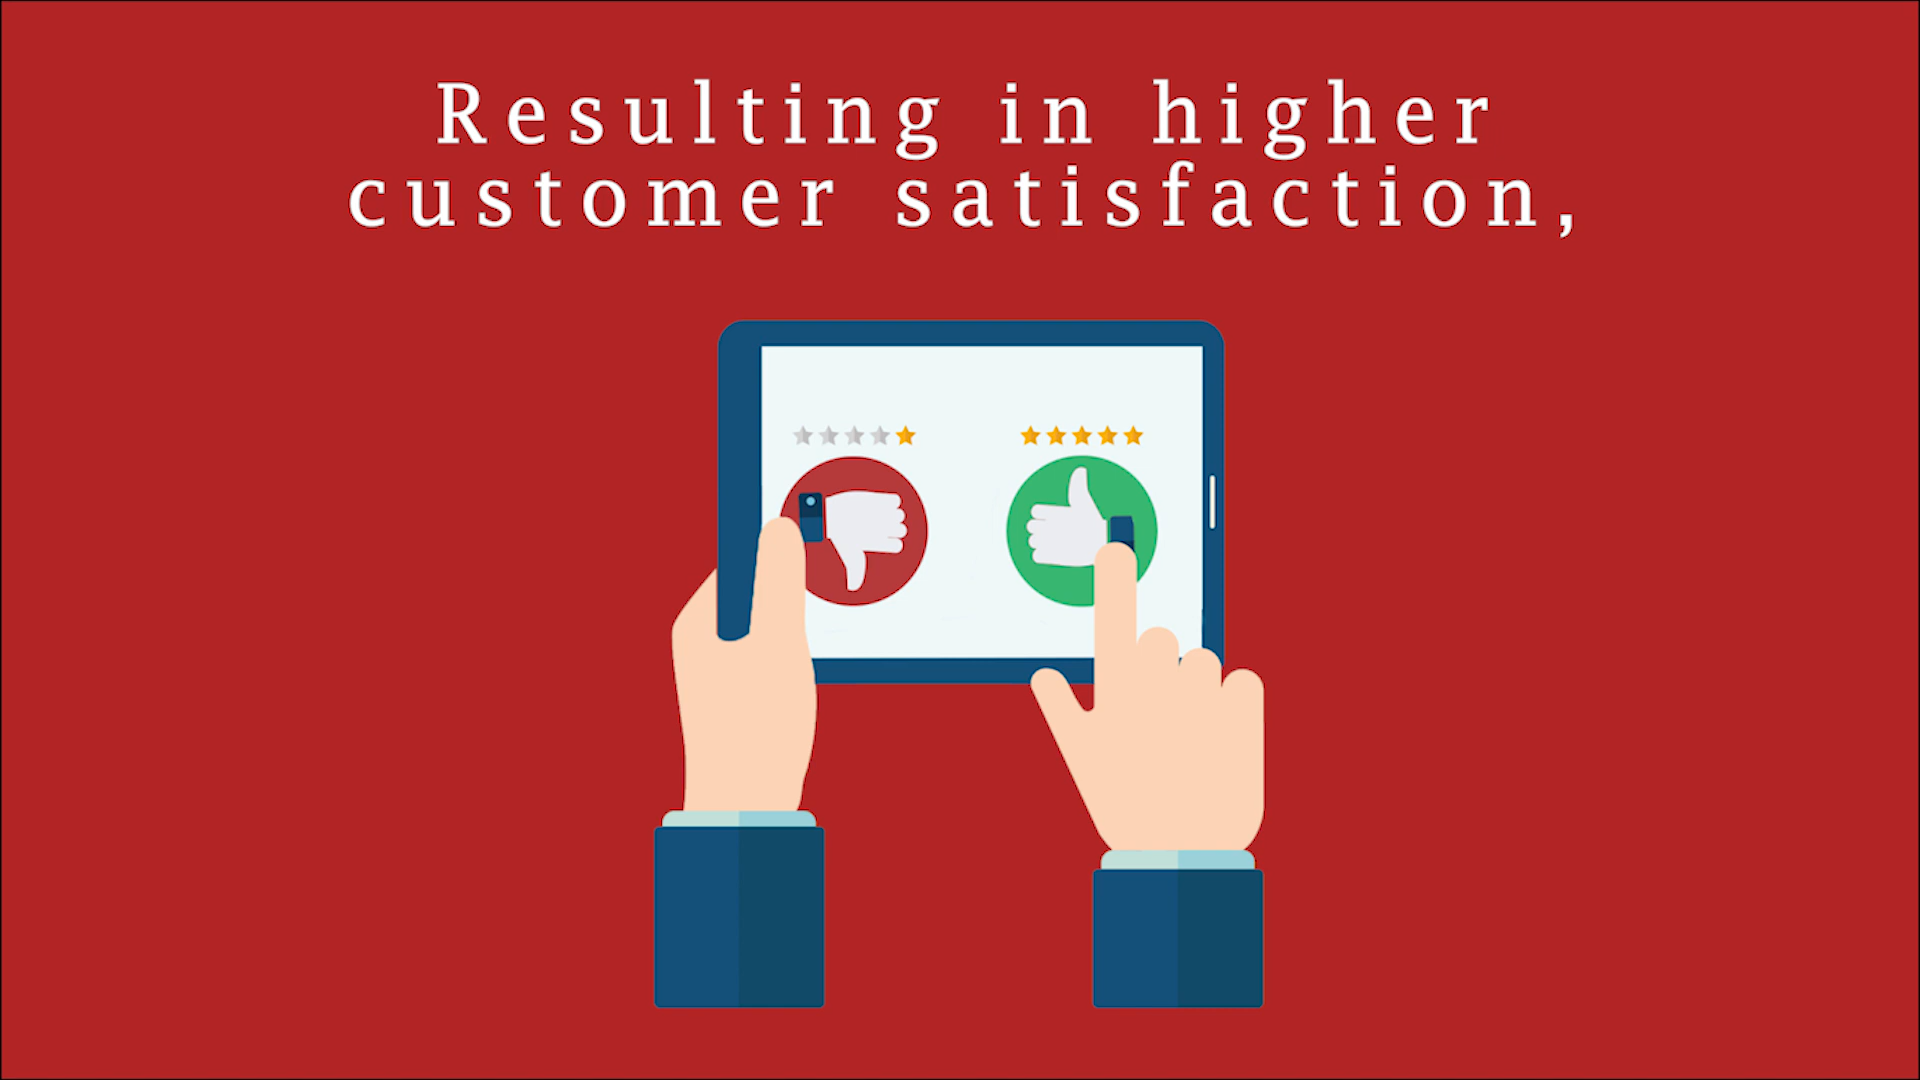 Resulting in higher
customer satisfaction,